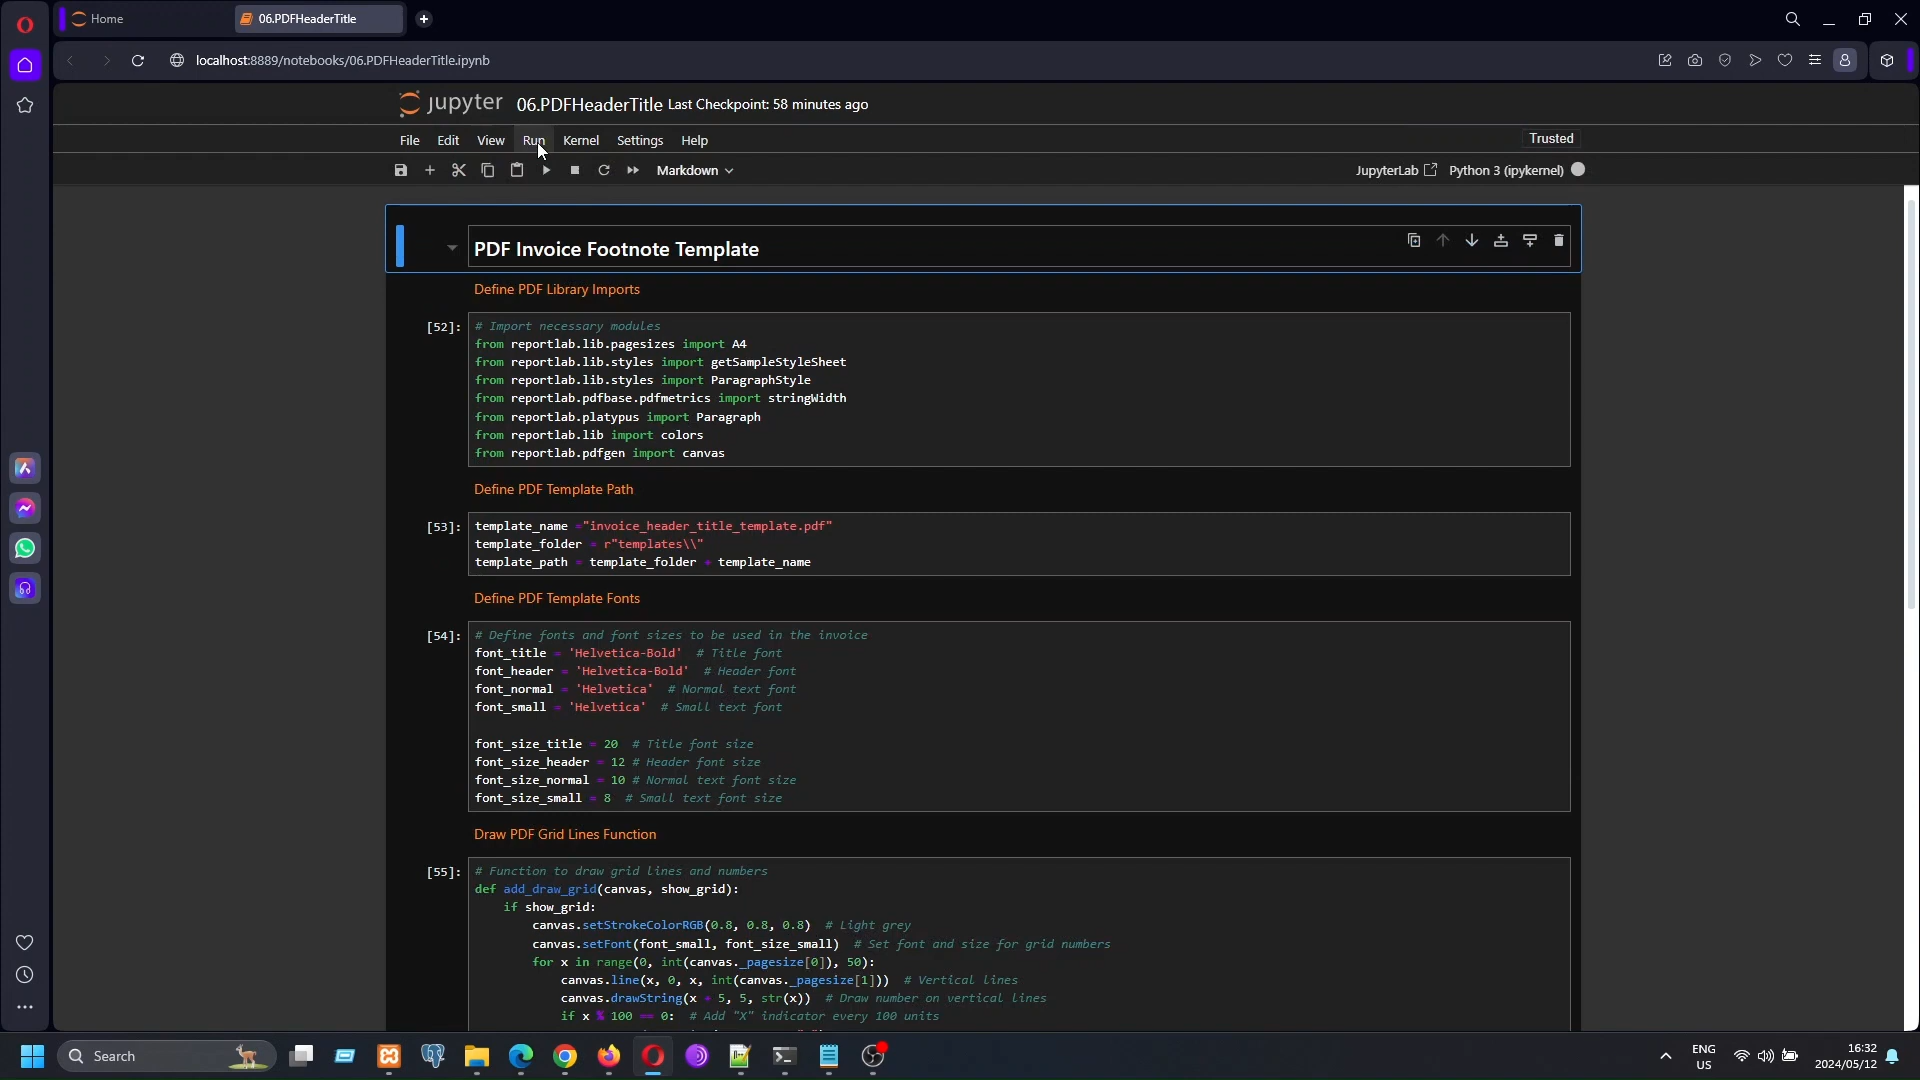 Home
06.PDFHeaderTitle
localhost:8889/notebooks/06.PDFHeaderTitle.ipynb
jupyter 06.PDFHeaderTitle Last Checkpoint: 58 minutes ago
File Edit View Run Kernel Settings Help Trusted
Markdown JupyterLab Python 3 (ipykernel)
PDF Invoice Footnote Template
Define PDF Library Imports
[52]: # Import necessary modules
from reportlab.lib.pagesizes import A4
from reportlab.lib.styles import getSampleStyleSheet
from reportlab.lib.styles import ParagraphStyle
from reportlab.pdfbase.pdfmetrics import stringWidth
from reportlab.platypus import Paragraph
from reportlab.lib import colors
from reportlab.pdfgen import canvas
Define PDF Template Path
[53]: template_name ="invoice_header_title_template.pdf"
template_folder = r"templates\\"
template_path = template_folder + template_name
Define PDF Template Fonts
[54]: # Define fonts and font sizes to be used in the invoice
font_title = 'Helvetica-Bold' # Title font
font_header = 'Helvetica-Bold' # Header font
font_normal = 'Helvetica' # Normal text font
font_small = 'Helvetica' # Small text font
font_size_title = 20 # Title font size
font_size_header = 12 # Header font size
font_size_normal = 10 # Normal text font size
font_size_small = 8 # Small text font size
Draw PDF Grid Lines Function
[55]: # Function to draw grid lines and numbers
def add_draw_grid(canvas, show_grid):
if show_grid:
canvas.setStrokeColorRGB(0.8, 0.8, 0.8) # Light grey
canvas.setFont(font_small, font_size_small) # Set font and size for grid numbers
for x in range(0, int(canvas._pagesize[0]), 50):
canvas.line(x, 0, x, int(canvas._pagesize[1])) # Vertical lines
canvas.drawString(x + 5, 5, str(x)) # Draw number on vertical lines
if x % 100 == 0: # Add "X" indicator every 100 units
Search
ENG
US
16:32
2024/05/12